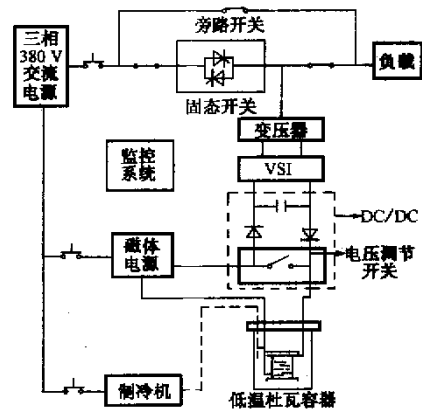 旁路开关
三相
380 V
交流
电源
负载
固态开关
变压器
监控
系统
VSI
DC/DC
磁体
电源
电压调节
开关
制冷机
低温杜瓦容器